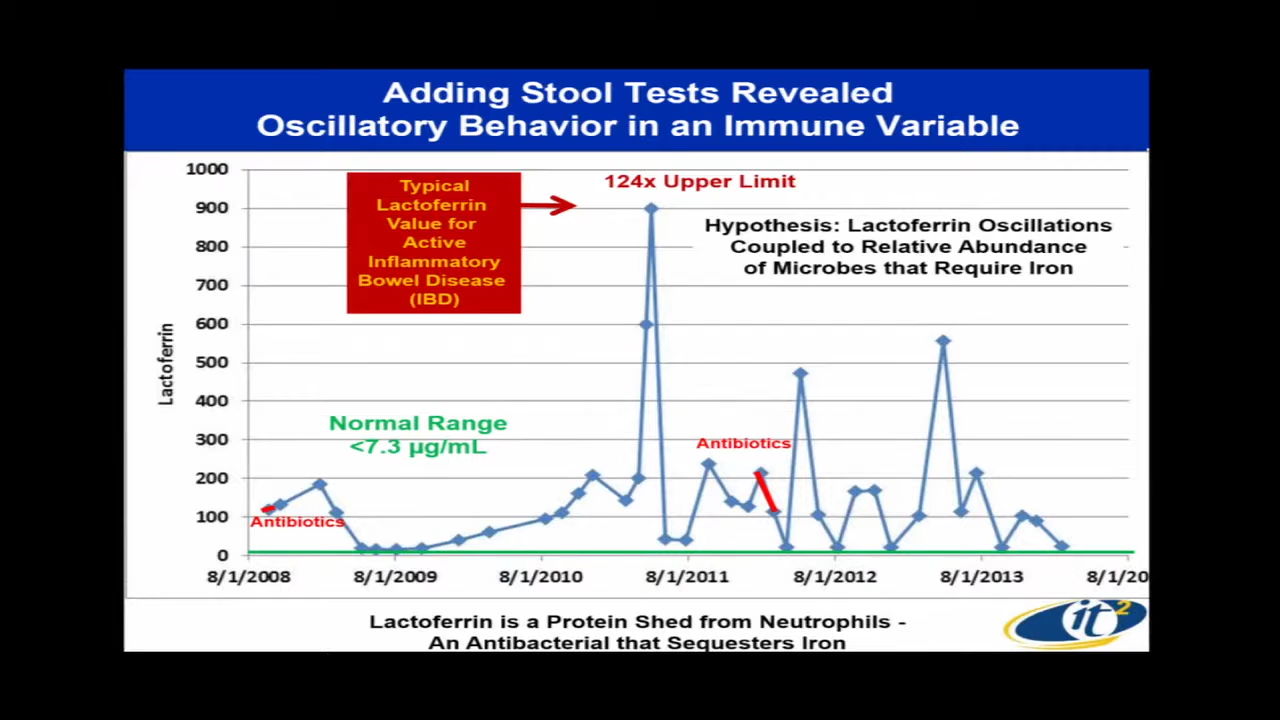 Adding Stool Tests Revealed
Oscillatory Behavior in an Immune Variable
1000
900
800
700
600
500
400
300
200
100
0
Lactoferrin
Typical
Lactoferrin
Value for
Active
Inflammatory
Bowel Disease
(IBD)
124x Upper Limit
Hypothesis: Lactoferrin Oscillations
Coupled to Relative Abundance
of Microbes that Require Iron
Normal Range
<7.3 µg/mL
Antibiotics
Antibiotics
8/1/2008 8/1/2009 8/1/2010 8/1/2011 8/1/2012 8/1/2013 8/1/20
Lactoferrin is a Protein Shed from Neutrophils -
An Antibacterial that Sequesters Iron
it2